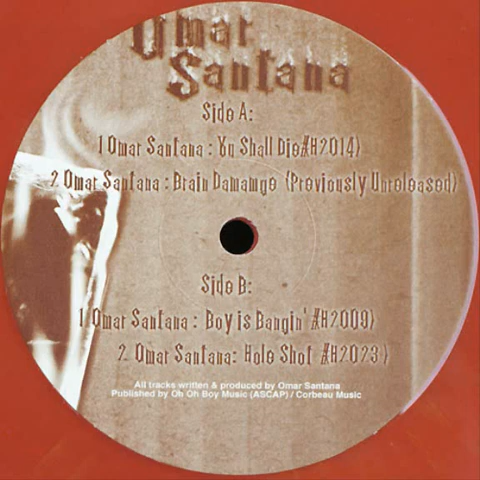 Omar
Santana
Side A:
1 Omar Santana : You Shall Die #H2014)
2 Omar Santana : Brain Damamge (Previously Unreleased)
Side B:
1 Omar Santana : Boy is Bangin' #H2009)
2. Omar Santana: Hole Shot #H2023)
All tracks written & produced by Omar Santana
Published by Oh Oh Boy Music (ASCAP) / Corbeau Music